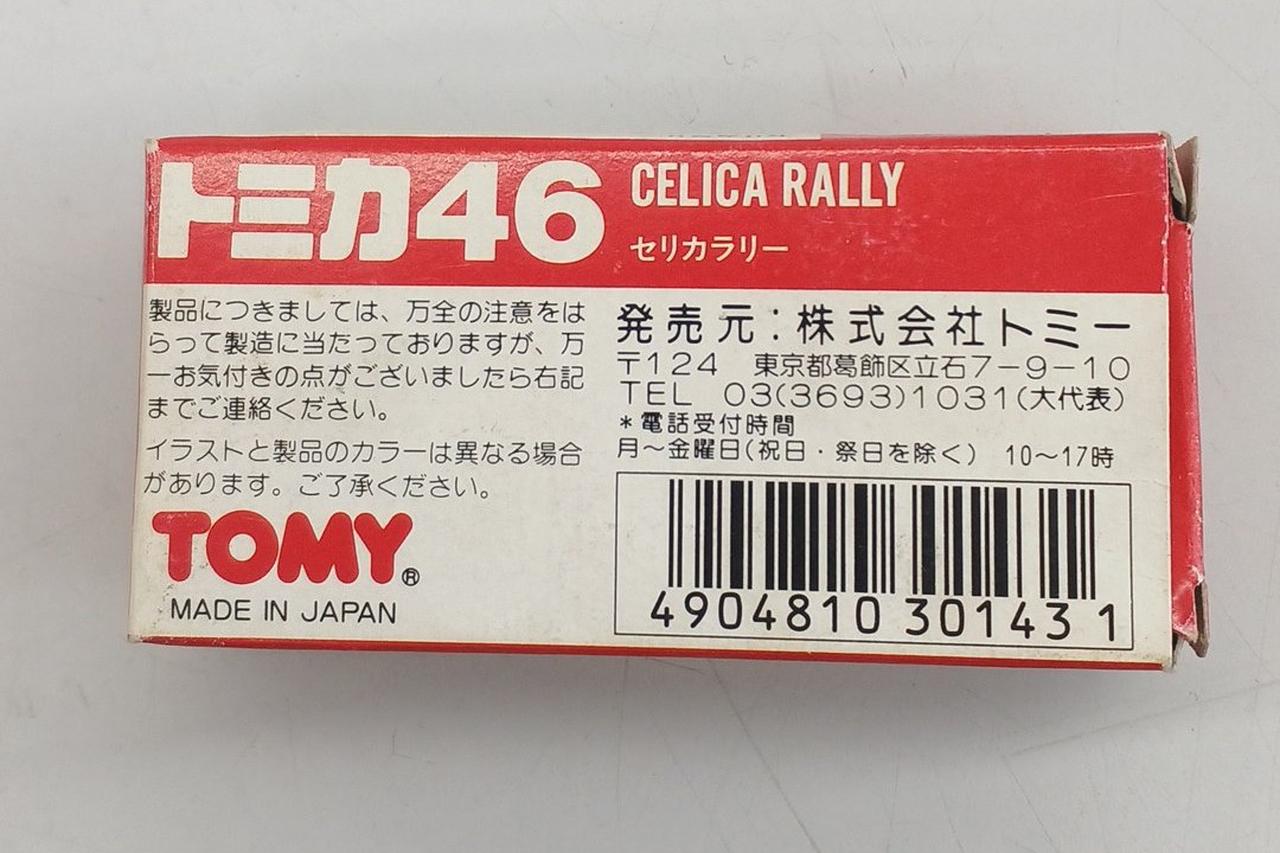 トミカ46
CELICA RALLY
セリカラリー
製品につきましては、万全の注意をは
らって製造に当たっておりますが、万
一お気付きの点がございましたら右記
までご連絡ください。
イラストと製品のカラーは異なる場合
があります。ご了承ください。
TOMY®
MADE IN JAPAN
発売元:株式会社トミー
〒124 東京都葛飾区立石7-9-10
TEL 03(3693)1031(大代表)
*電話受付時間
月~金曜日(祝日・祭日を除く) 10~17時
4904810 301431